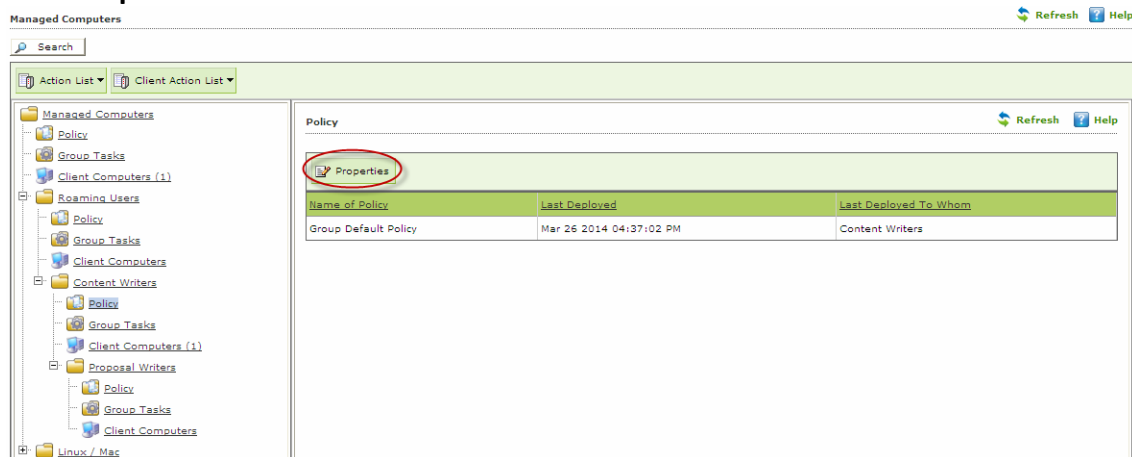 Managed Computers
Refresh Help
Search
Action List Client Action List
Managed Computers
Policy
Group Tasks
Client Computers (1)
Roaming Users
Policy
Group Tasks
Client Computers
Content Writers
Policy
Group Tasks
Client Computers (1)
Proposal Writers
Policy
Group Tasks
Client Computers
Linux / Mac
Policy
Refresh Help
Properties
Name of Policy Last Deployed Last Deployed To Whom
Group Default Policy Mar 26 2014 04:37:02 PM Content Writers